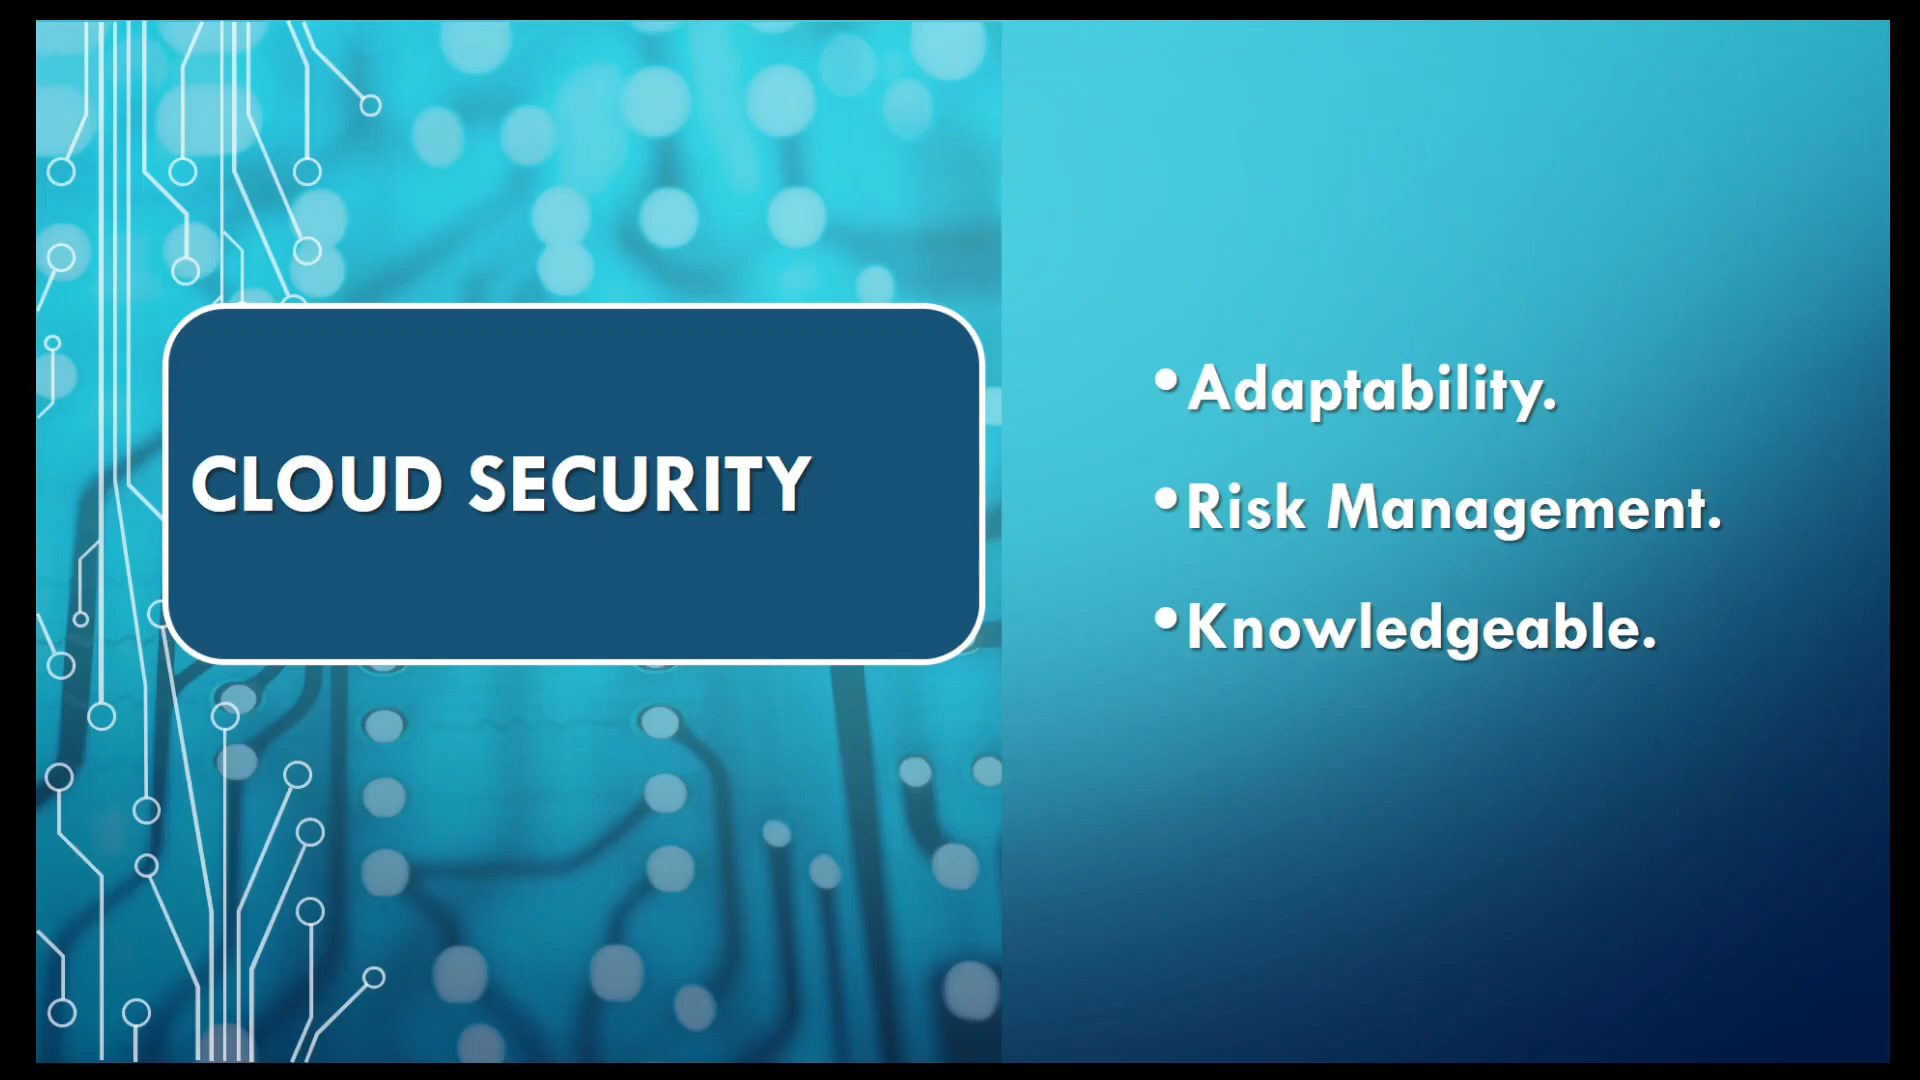 CLOUD SECURITY
•Adaptability.
•Risk Management.
•Knowledgeable.